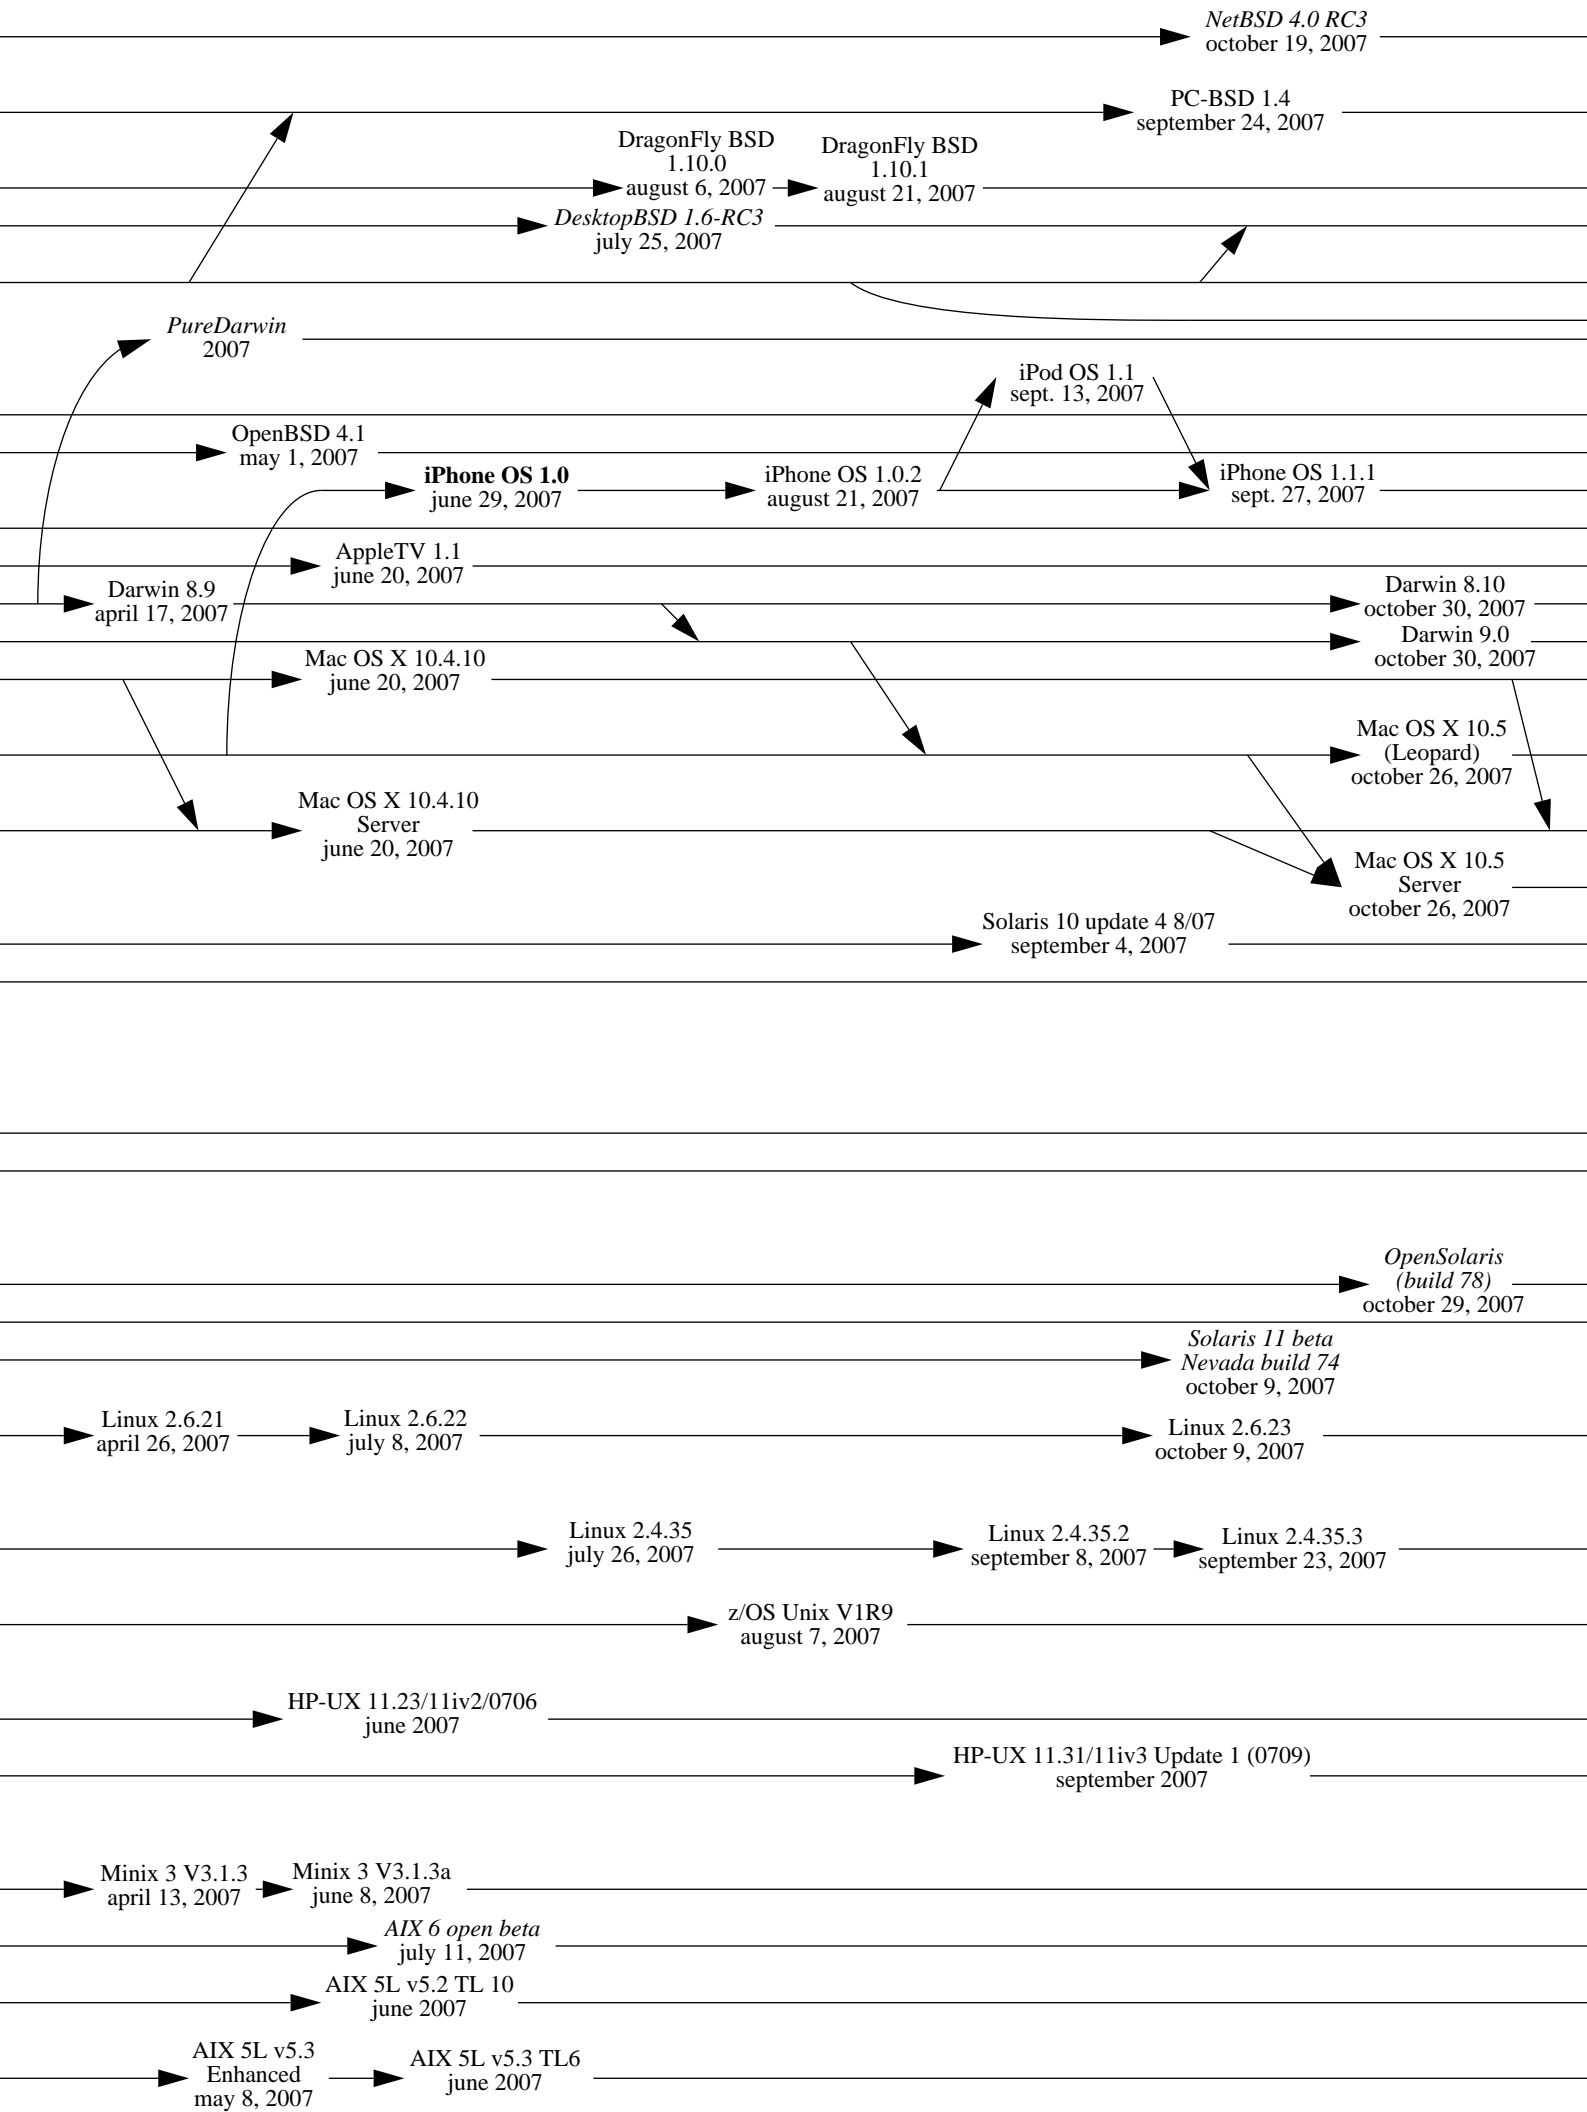 NetBSD 4.0 RC3
october 19, 2007
PC-BSD 1.4
september 24, 2007
DragonFly BSD
1.10.0
august 6, 2007
DragonFly BSD
1.10.1
august 21, 2007
DesktopBSD 1.6-RC3
july 25, 2007
PureDarwin
2007
iPod OS 1.1
sept. 13, 2007
OpenBSD 4.1
may 1, 2007
iPhone OS 1.0
june 29, 2007
iPhone OS 1.0.2
august 21, 2007
iPhone OS 1.1.1
sept. 27, 2007
AppleTV 1.1
june 20, 2007
Darwin 8.9
april 17, 2007
Darwin 8.10
october 30, 2007
Darwin 9.0
october 30, 2007
Mac OS X 10.4.10
june 20, 2007
Mac OS X 10.5
(Leopard)
october 26, 2007
Mac OS X 10.4.10
Server
june 20, 2007
Mac OS X 10.5
Server
october 26, 2007
Solaris 10 update 4 8/07
september 4, 2007
OpenSolaris
(build 78)
october 29, 2007
Solaris 11 beta
Nevada build 74
october 9, 2007
Linux 2.6.21
april 26, 2007
Linux 2.6.22
july 8, 2007
Linux 2.6.23
october 9, 2007
Linux 2.4.35
july 26, 2007
Linux 2.4.35.2
september 8, 2007
Linux 2.4.35.3
september 23, 2007
z/OS Unix V1R9
august 7, 2007
HP-UX 11.23/11iv2/0706
june 2007
HP-UX 11.31/11iv3 Update 1 (0709)
september 2007
Minix 3 V3.1.3
april 13, 2007
Minix 3 V3.1.3a
june 8, 2007
AIX 6 open beta
july 11, 2007
AIX 5L v5.2 TL 10
june 2007
AIX 5L v5.3
Enhanced
may 8, 2007
AIX 5L v5.3 TL6
june 2007